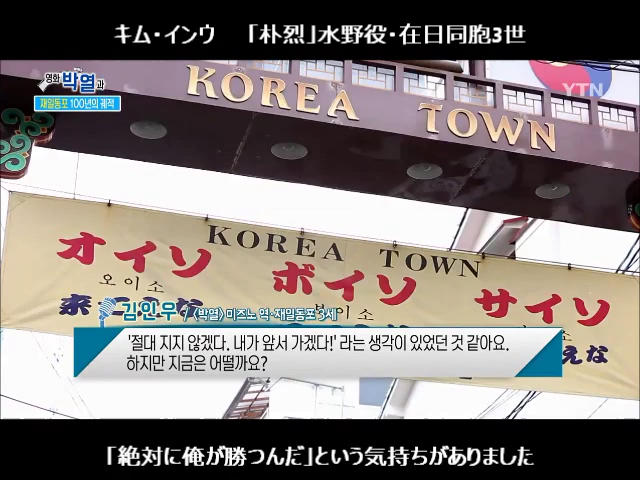 キム・インウ 「朴烈」水野役・在日同胞3世
영화 박열과
재일동포 100년의 궤적
YTN
KOREA TOWN
KOREA TOWN
オイソ ボイソ サイソ
오이소
김인우 / <박열> 미즈노 역·재일동포 3세
'절대 지지 않겠다. 내가 앞서 가겠다!' 라는 생각이 있었던 것 같아요.
하지만 지금은 어떨까요?
「絶対に俺が勝つんだ」という気持ちがありました